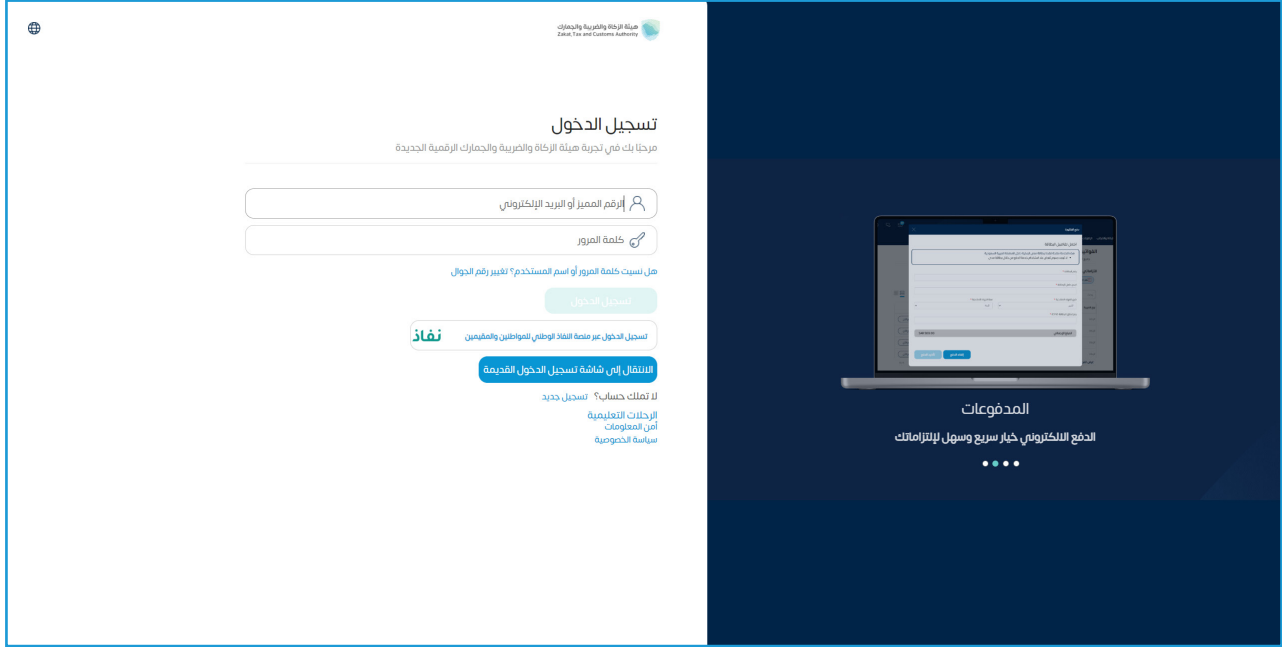 هيئة الزكاة والضريبة والجمارك
Zakat, Tax and Customs Authority
تسجيل الدخول
مرحبًا بك في تجربة هيئة الزكاة والضريبة والجمارك الرقمية الجديدة
الرقم المميز أو البريد الإلكتروني
كلمة المرور
هل نسيت كلمة المرور أو اسم المستخدم؟ تغيير رقم الجوال
تسجيل الدخول
تسجيل الدخول عبر منصة النفاذ الوطني للمواطنين والمقيمين نفاذ
الانتقال إلى شاشة تسجيل الدخول القديمة
لا تملك حساب؟ تسجيل جديد
الرحلات التعليمية
أمن المعلومات
سياسة الخصوصية
المدفوعات
الدفع الالكتروني خيار سريع وسهل لإلتزاماتك